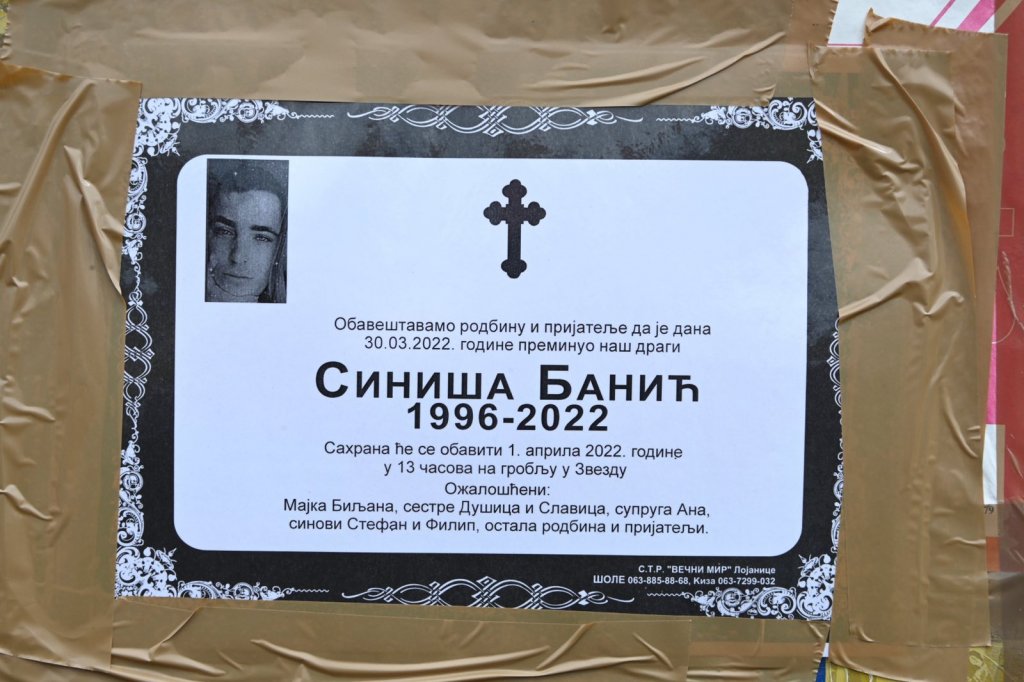 Обавештавамо родбину и пријатеље да је дана
30.03.2022. године преминуо наш драги
СИНИША БАНИЋ
1996-2022
Сахрана ће се обавити 1. априла 2022. године
у 13 часова на гробљу у Звезду
Ожалошћени:
Мајка Биљана, сестре Душица и Славица, супруга Ана,
синови Стефан и Филип, остала родбина и пријатељи.
С.Т.Р. "ВЕЧНИ МИР" Лојанице
ШОЛЕ 063-885-88-68, Киза 063-7299-032
79